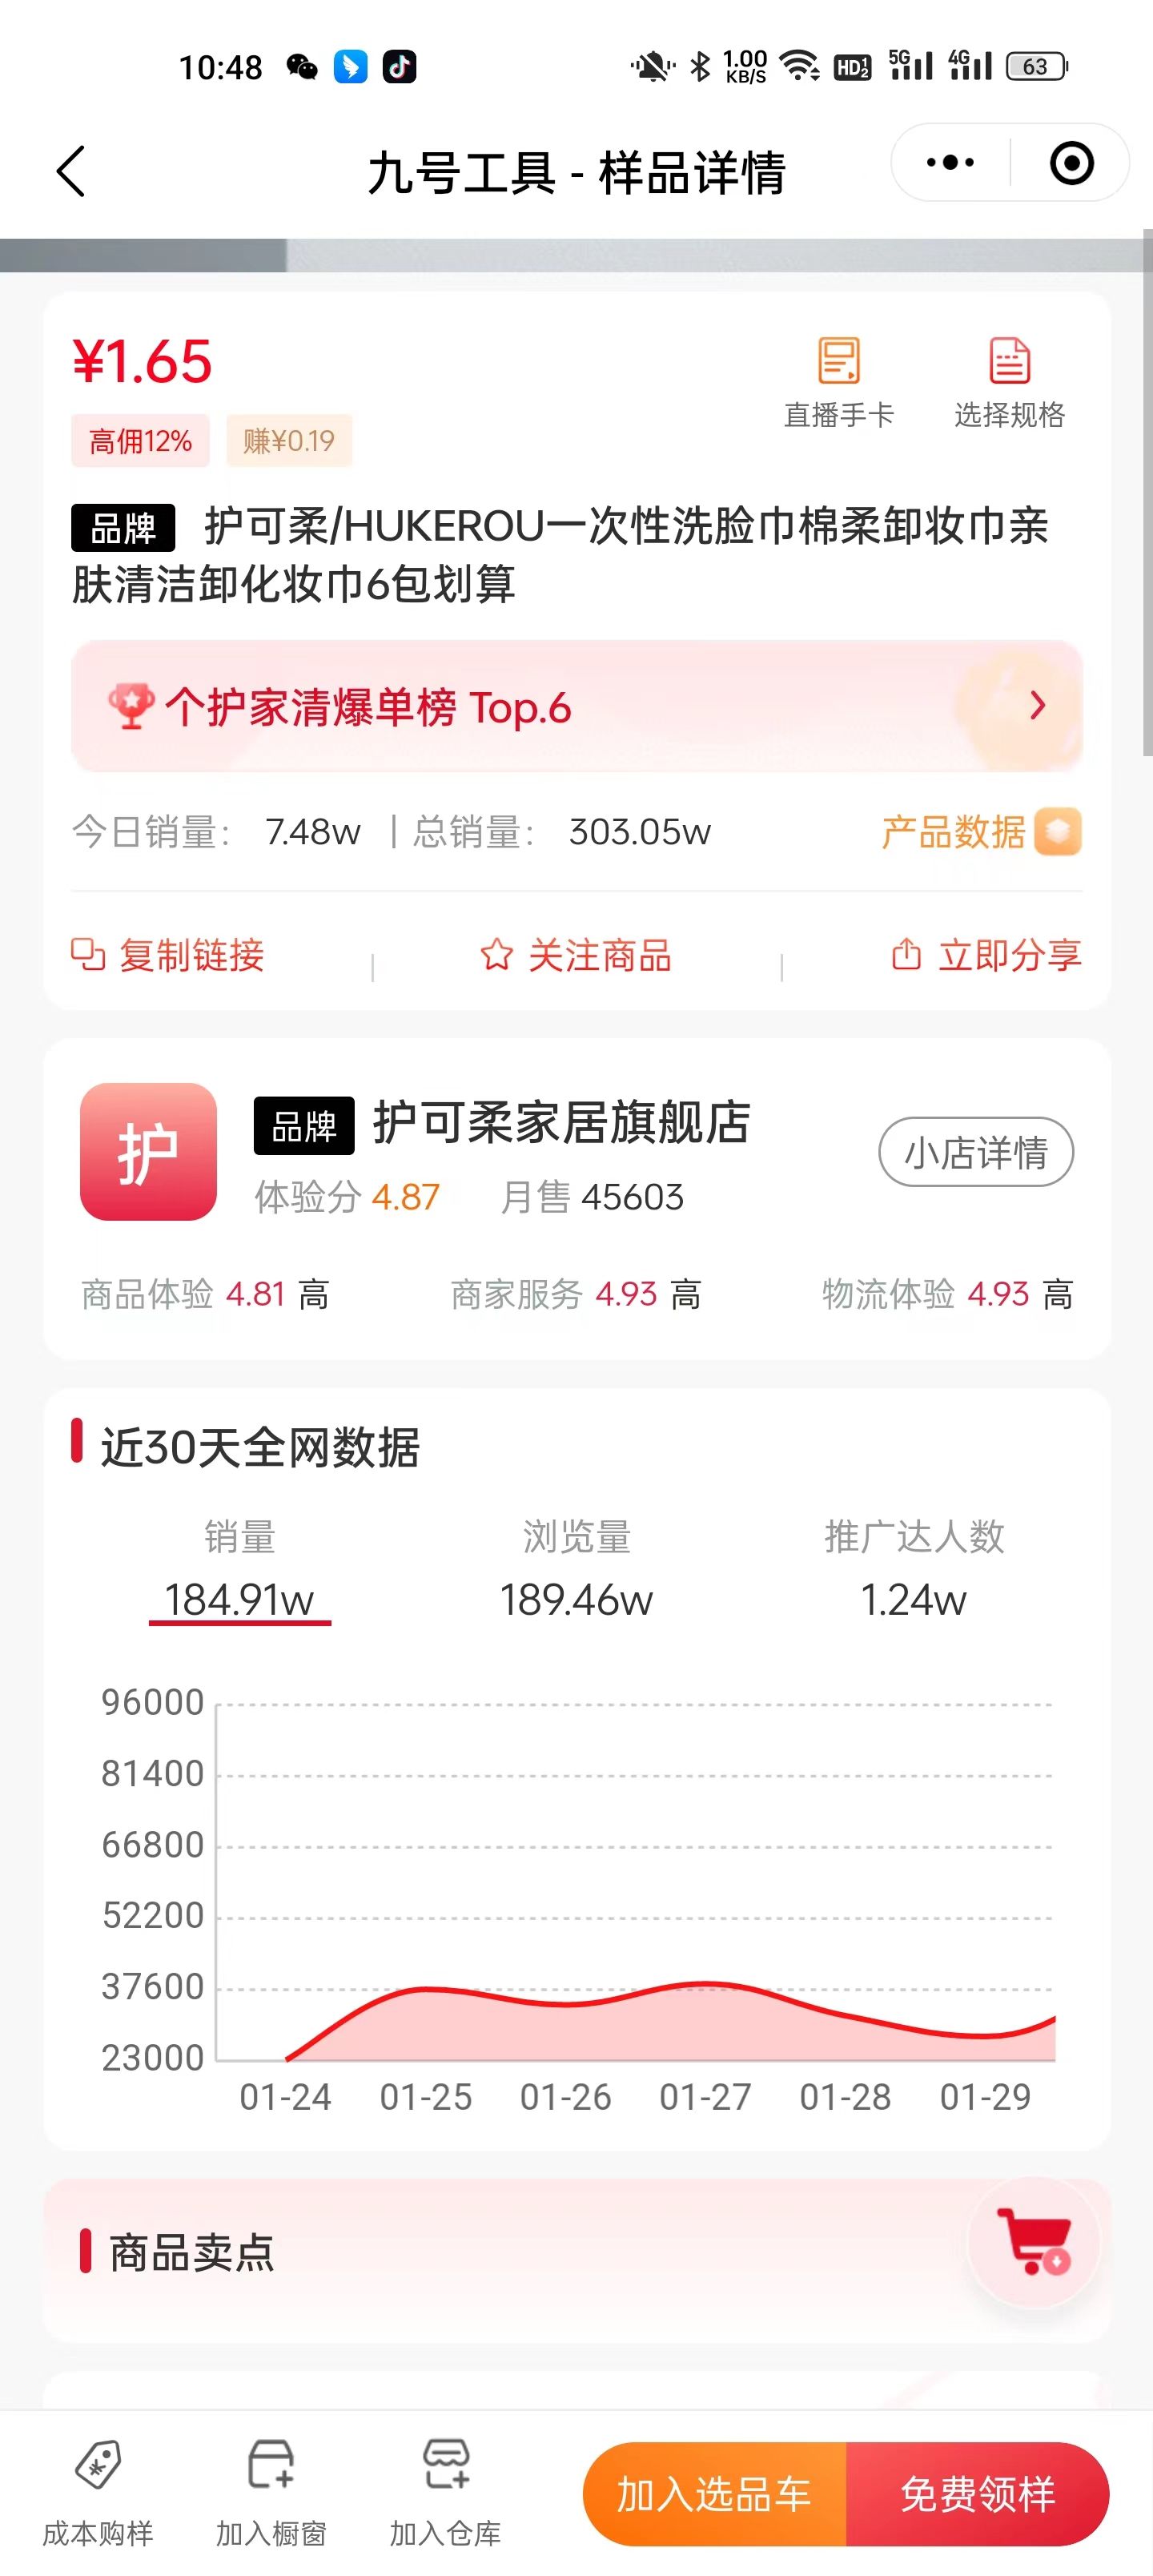 10:48
1.00 KB/S HD 1 2 5G 4G 63
九号工具 - 样品详情
¥1.65
直播手卡 选择规格
高佣12% 赚¥0.19
品牌 护可柔/HUKEROU一次性洗脸巾棉柔卸妆巾亲
肤清洁卸化妆巾6包划算
个护家清爆单榜 Top.6
今日销量： 7.48w 总销量： 303.05w 产品数据
复制链接 关注商品 立即分享
护 品牌 护可柔家居旗舰店
小店详情
体验分 4.87 月售 45603
商品体验 4.81 高 商家服务 4.93 高 物流体验 4.93 高
近30天全网数据
销量 浏览量 推广达人数
184.91w 189.46w 1.24w
96000
81400
66800
52200
37600
23000
01-24 01-25 01-26 01-27 01-28 01-29
商品卖点
成本购样 加入橱窗 加入仓库 加入选品车 免费领样